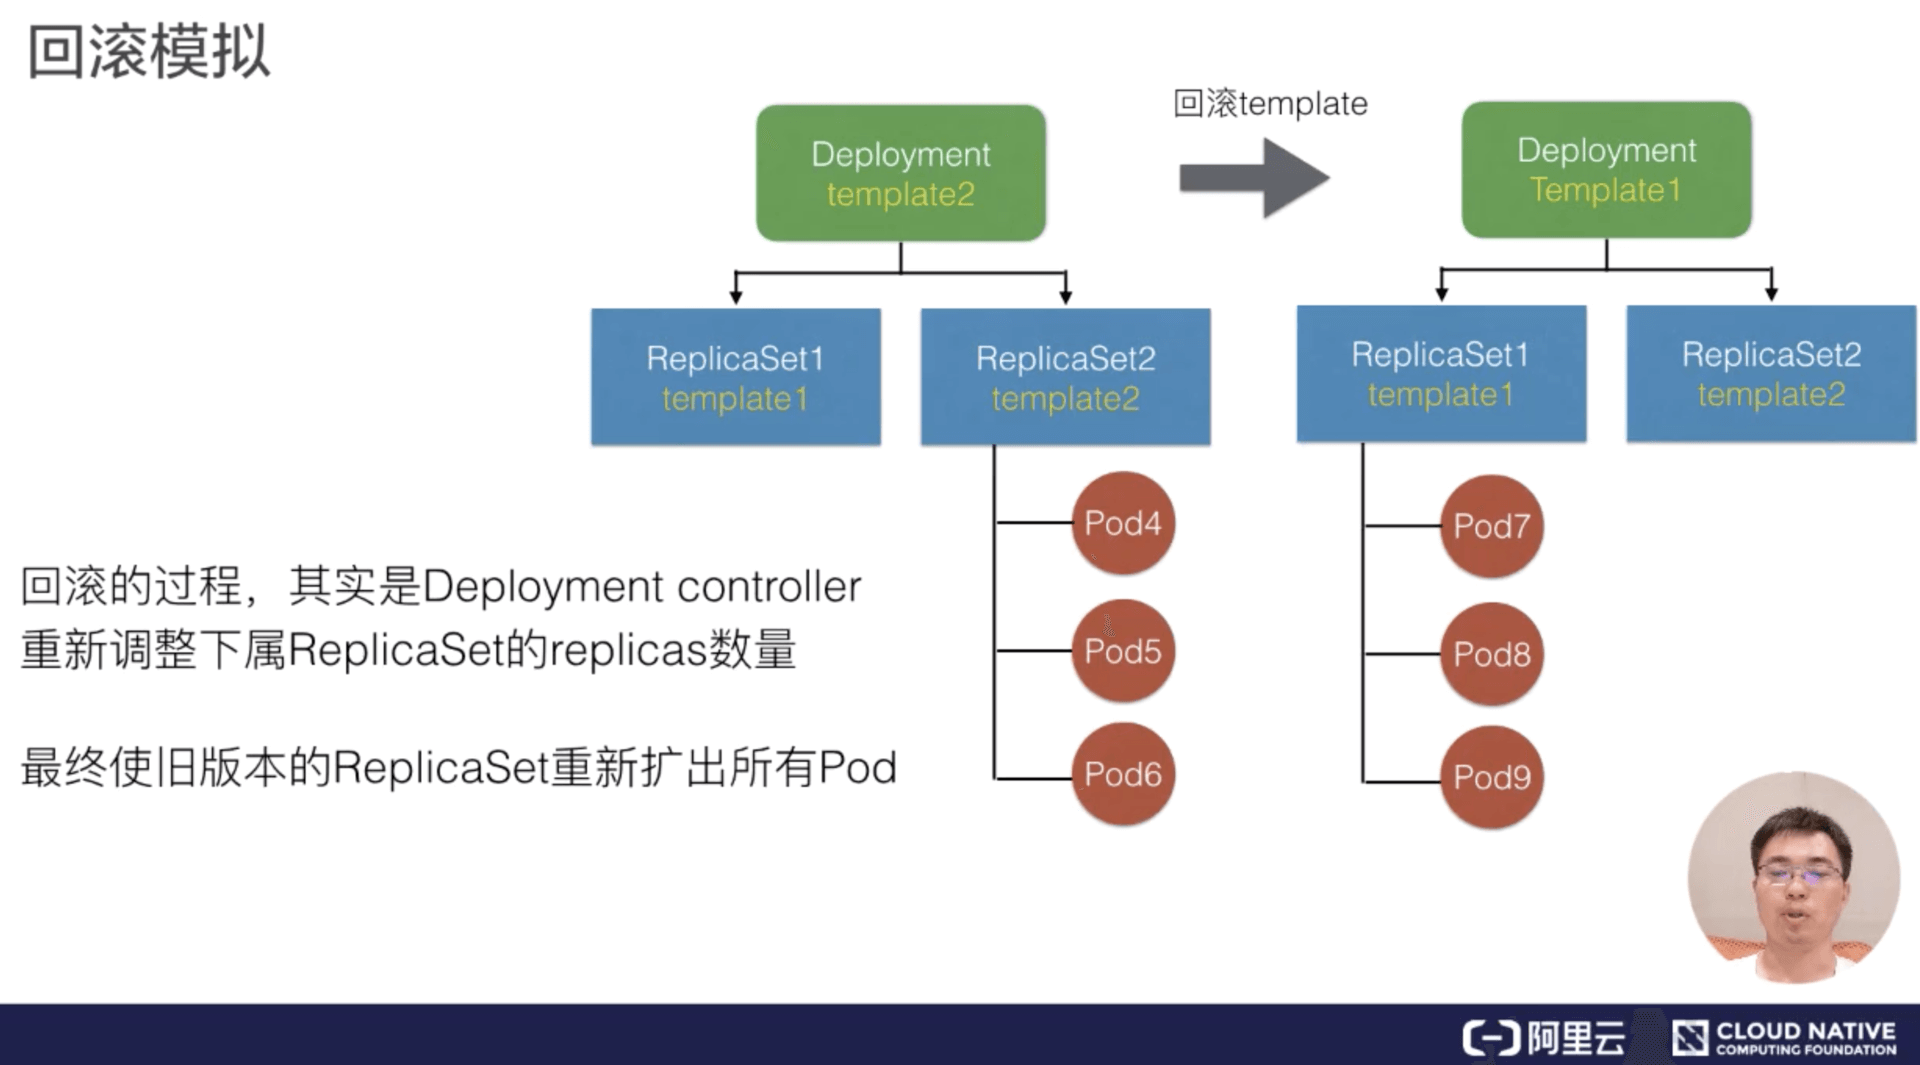 回滚模拟
回滚template
Deployment
template2
Deployment
Template1
ReplicaSet1
template1
ReplicaSet2
template2
ReplicaSet1
template1
ReplicaSet2
template2
Pod4
Pod5
Pod6
Pod7
Pod8
Pod9
回滚的过程，其实是Deployment controller
重新调整下属ReplicaSet的replicas数量
最终使旧版本的ReplicaSet重新扩出所有Pod
阿里云
CLOUD NATIVE
COMPUTING FOUNDATION